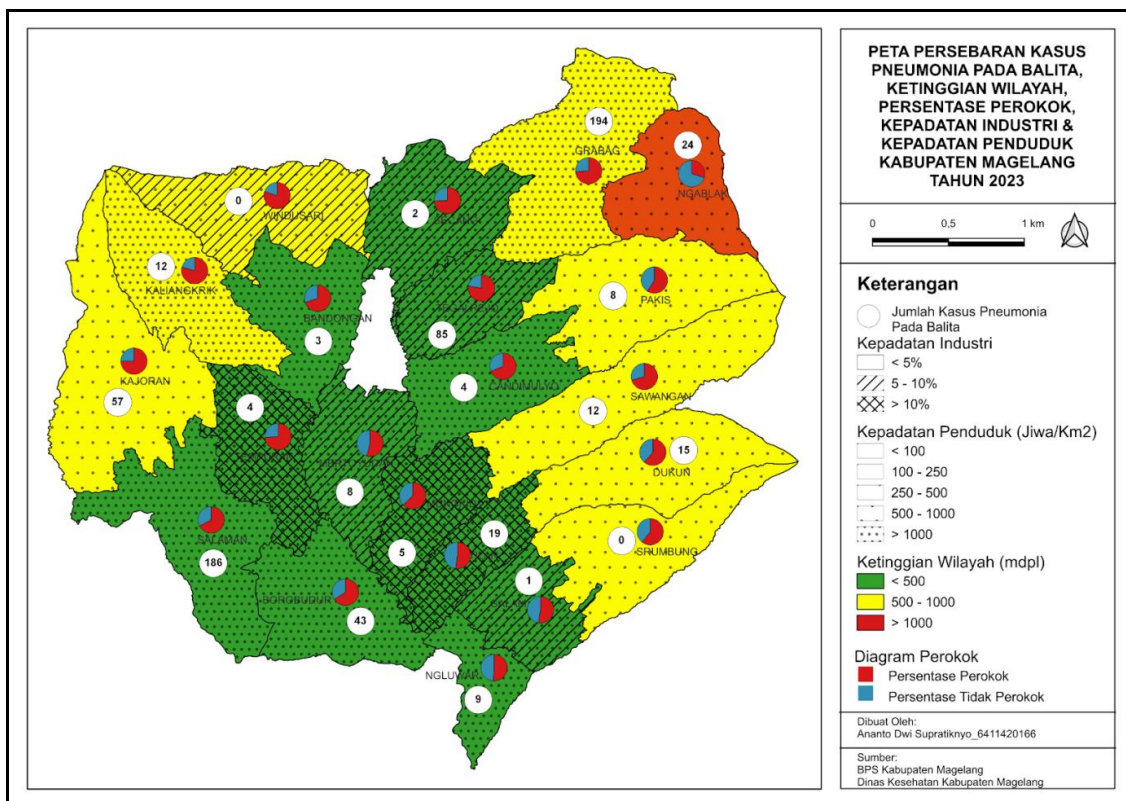 PETA PERSEBARAN KASUS
PNEUMONIA PADA BALITA,
KETINGGIAN WILAYAH,
PERSENTASE PEROKOK,
KEPADATAN INDUSTRI &
KEPADATAN PENDUDUK
KABUPATEN MAGELANG
TAHUN 2023
0 0,5 1 km
Keterangan
Jumlah Kasus Pneumonia
Pada Balita
Kepadatan Industri
< 5%
5 - 10%
> 10%
Kepadatan Penduduk (Jiwa/Km2)
< 100
100 - 250
250 - 500
500 - 1000
> 1000
Ketinggian Wilayah (mdpl)
< 500
500 - 1000
> 1000
Diagram Perokok
Persentase Perokok
Persentase Tidak Perokok
Dibuat Oleh:
Ananto Dwi Supratiknyo_6411420166
Sumber:
BPS Kabupaten Magelang
Dinas Kesehatan Kabupaten Magelang
194
GRABAG
24
NGABLAK
0
WINDUSARI
2
12
KALIANGKRIK
8
PAKIS
BANDONGAN
3
85
KAJORAN
57
4
CANDIMULYO
SAWANGAN
12
4
8
15
DUKUN
19
5
0
SRUMBUNG
SALAMAN
186
1
BOROBUDUR
43
NGLUWAR
9